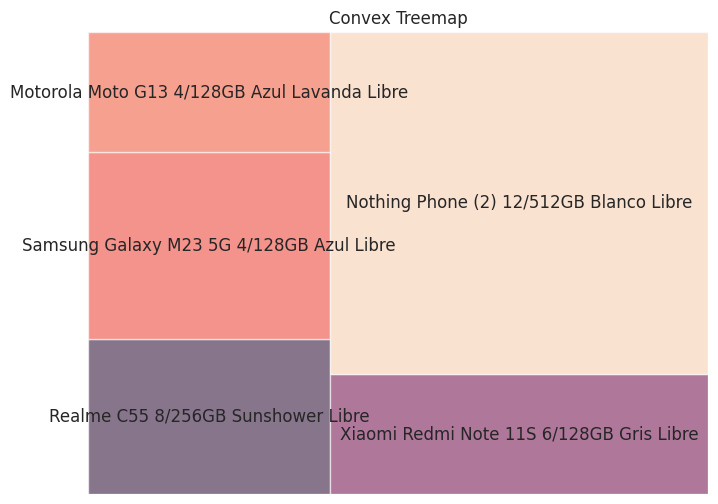 Convex Treemap
Motorola Moto G13 4/128GB Azul Lavanda Libre
Nothing Phone (2) 12/512GB Blanco Libre
Samsung Galaxy M23 5G 4/128GB Azul Libre
Realme C55 8/256GB Sunshower Libre
Xiaomi Redmi Note 11S 6/128GB Gris Libre